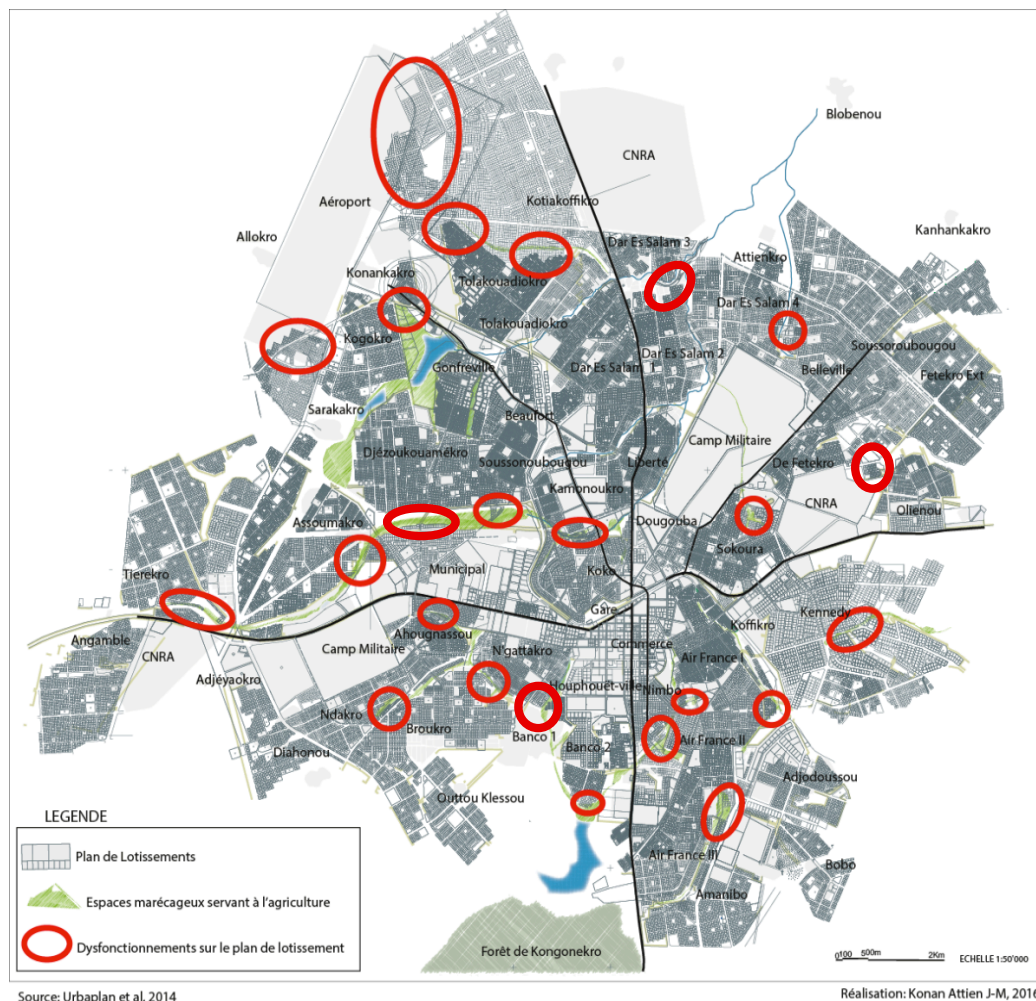 Blobenou
CNRA
Aéroport
Kotiakoffikro
Kanhankakro
Allokro
Dar Es Salam 3
Attienkro
Konankakro
Tolakouadiokro
Dar Es Salam 4
Kogokro
Tolakouadiokro
Soussoroubougou
Gonfreville
Dar Es Salam 1
Dar Es Salam 2
Belleville
Fetekro Ext
Sarakakro
Beaufort
Camp Militaire
Djézoukouamékro
Soussonoubougou
Liberté
De Fetekro
Kamonoukro
CNRA
Olienou
Assoumakro
Dougouba
Sokoura
Municipal
Koko
Tierekro
Gare
Kennedy
Koffikro
Angamble
Ahougnassou
CNRA
Camp Militaire
N'gattakro
Commerce
Air France I
Adjéyaokro
Houphouët-ville
Nimbo
Ndakro
Broukro
Banco 1
Banco 2
Air France II
Diahonou
Adjodoussou
Outtou Klessou
LEGENDE
Plan de Lotissements
Air France III
Bobo
Amanibo
Espaces marécageux servant à l'agriculture
Dysfonctionnements sur le plan de lotissement
Forêt de Kongonekro
0 100 500m 2Km ECHELLE 1:50'000
Source: Urbaplan et al. 2014
Réalisation: Konan Attien J-M, 2016